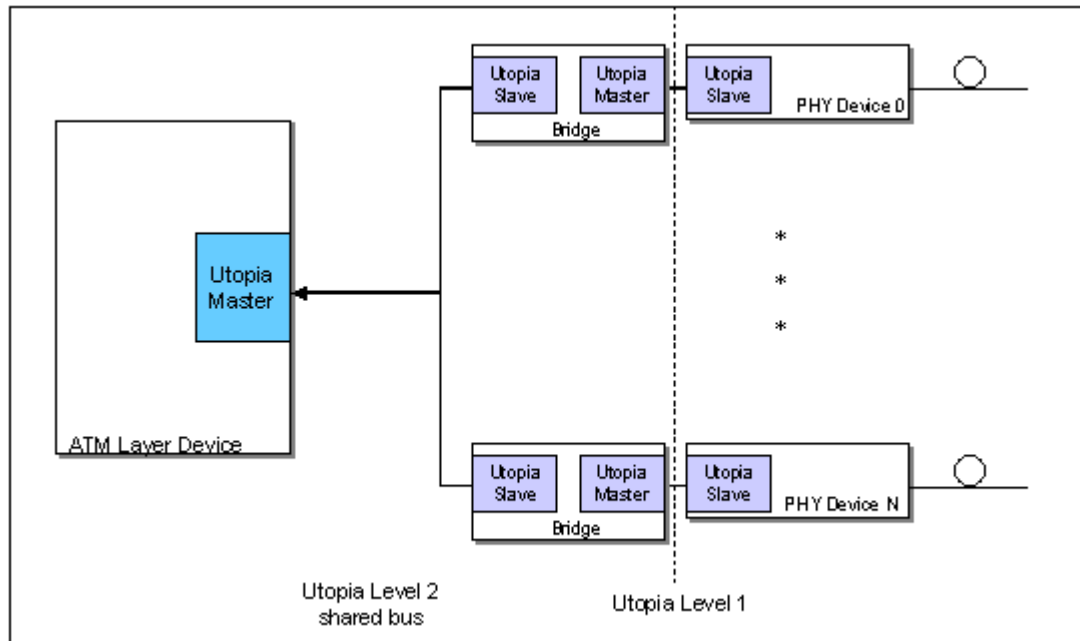 Utopia
Slave
Utopia
Master
Bridge
Utopia
Slave
PHY Device 0
Utopia
Master
ATM Layer Device
*
*
*
Utopia
Slave
Utopia
Master
Bridge
Utopia
Slave
PHY Device N
Utopia Level 2
shared bus
Utopia Level 1